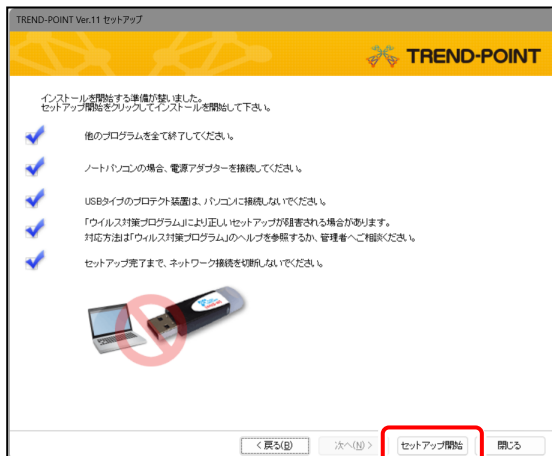 TREND-POINT Ver.11 セットアップ
TREND-POINT
インストールを開始する準備が整いました。
セットアップ開始をクリックしてインストールを開始して下さい。
他のプログラムを全て終了してください。
ノートパソコンの場合、電源アダプターを接続してください。
USBタイプのプロテクト装置は、パソコンに接続しないでください。
「ウイルス対策プログラム」により正しいセットアップが阻害される場合があります。
対応方法は「ウィルス対策プログラム」のヘルプを参照するか、管理者へご相談ください。
セットアップ完了まで、ネットワーク接続を切断しないでください。
< 戻る(B) 次へ(N) > セットアップ開始 閉じる